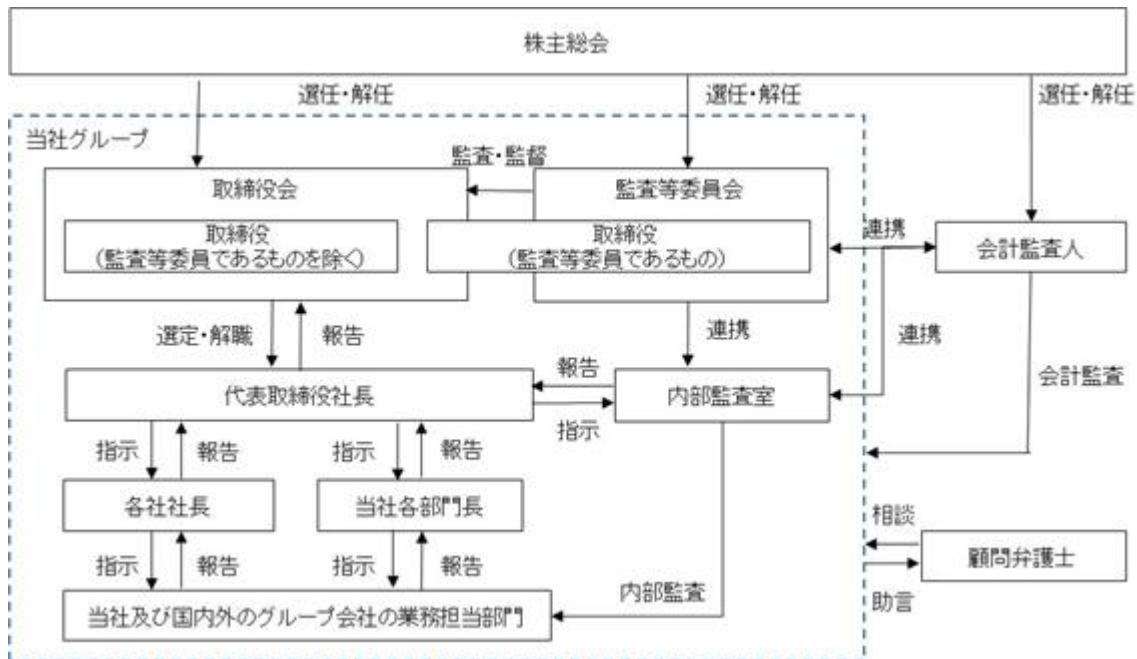 株主総会
選任・解任
選任・解任
選任・解任
当社グループ
監査・監督
取締役会
監査等委員会
取締役
(監査等委員であるものを除く)
取締役
(監査等委員であるもの)
連携
会計監査人
選定・解職
報告
連携
連携
報告
会計監査
代表取締役社長
内部監査室
指示
指示
報告
指示
報告
各社社長
当社各部門長
相談
顧問弁護士
指示
報告
指示
報告
内部監査
助言
当社及び国内外のグループ会社の業務担当部門